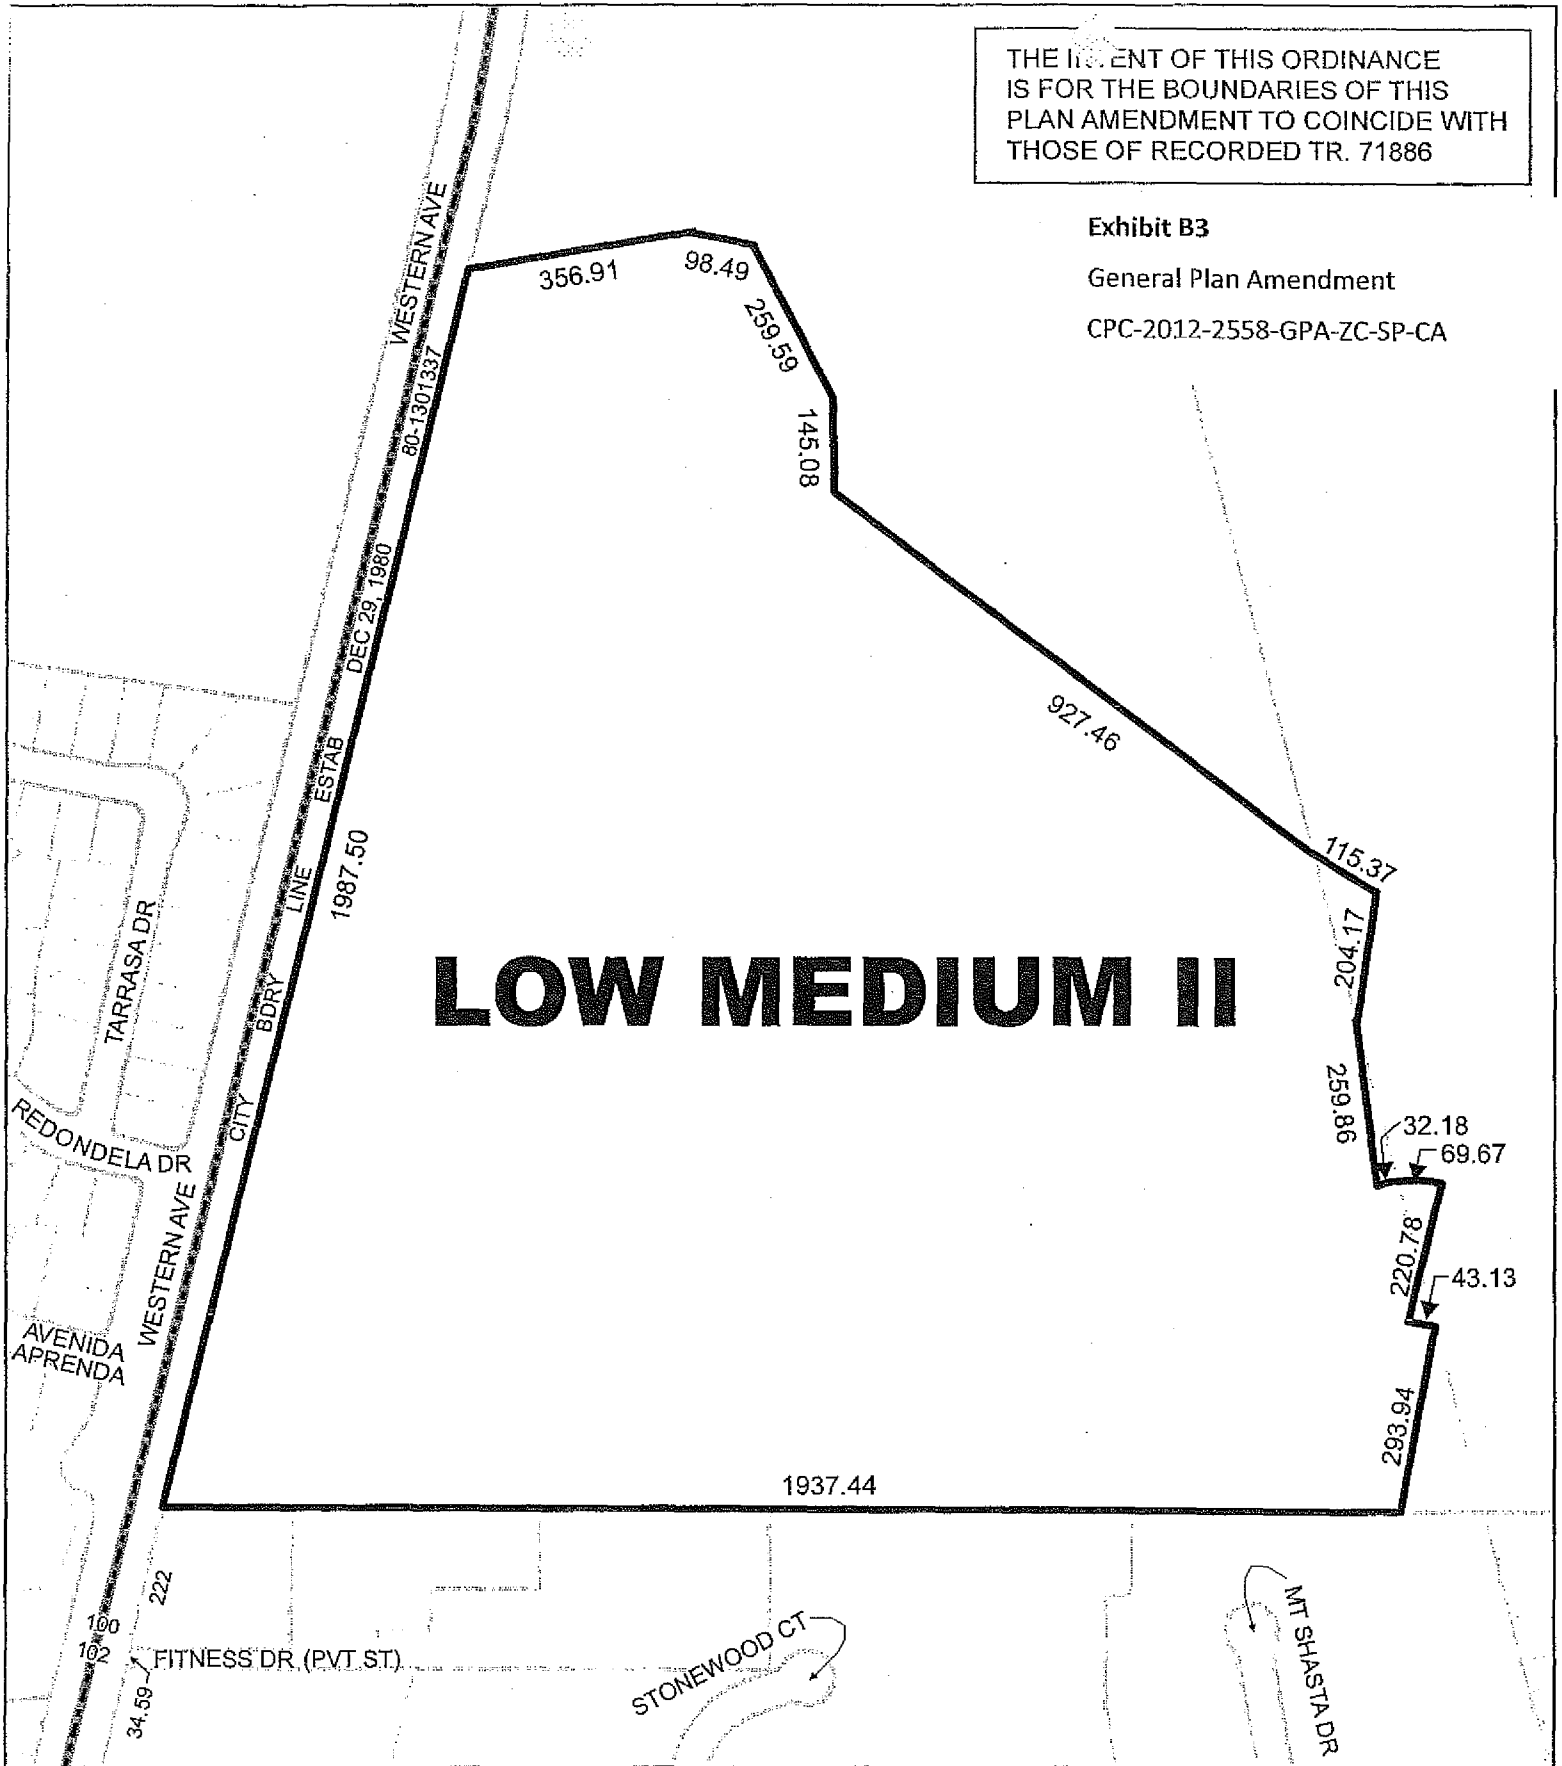 THE INTENT OF THIS ORDINANCE
IS FOR THE BOUNDARIES OF THIS
PLAN AMENDMENT TO COINCIDE WITH
THOSE OF RECORDED TR. 71886
Exhibit B3
General Plan Amendment
CPC-2012-2558-GPA-ZC-SP-CA
WESTERN AVE
356.91
98.49
259.59
145.08
80-1301337
DEC 29, 1980
ESTAB
LINE
BDRY
CITY
1987.50
927.46
115.37
204.17
LOW MEDIUM II
259.86
32.18
69.67
220.78
43.13
293.94
1937.44
TARRASA DR
REDONDELA DR
WESTERN AVE
AVENIDA
APRENDA
222
100
102
34.59
FITNESS DR (PVT ST)
STONEWOOD CT
MT SHASTA DR